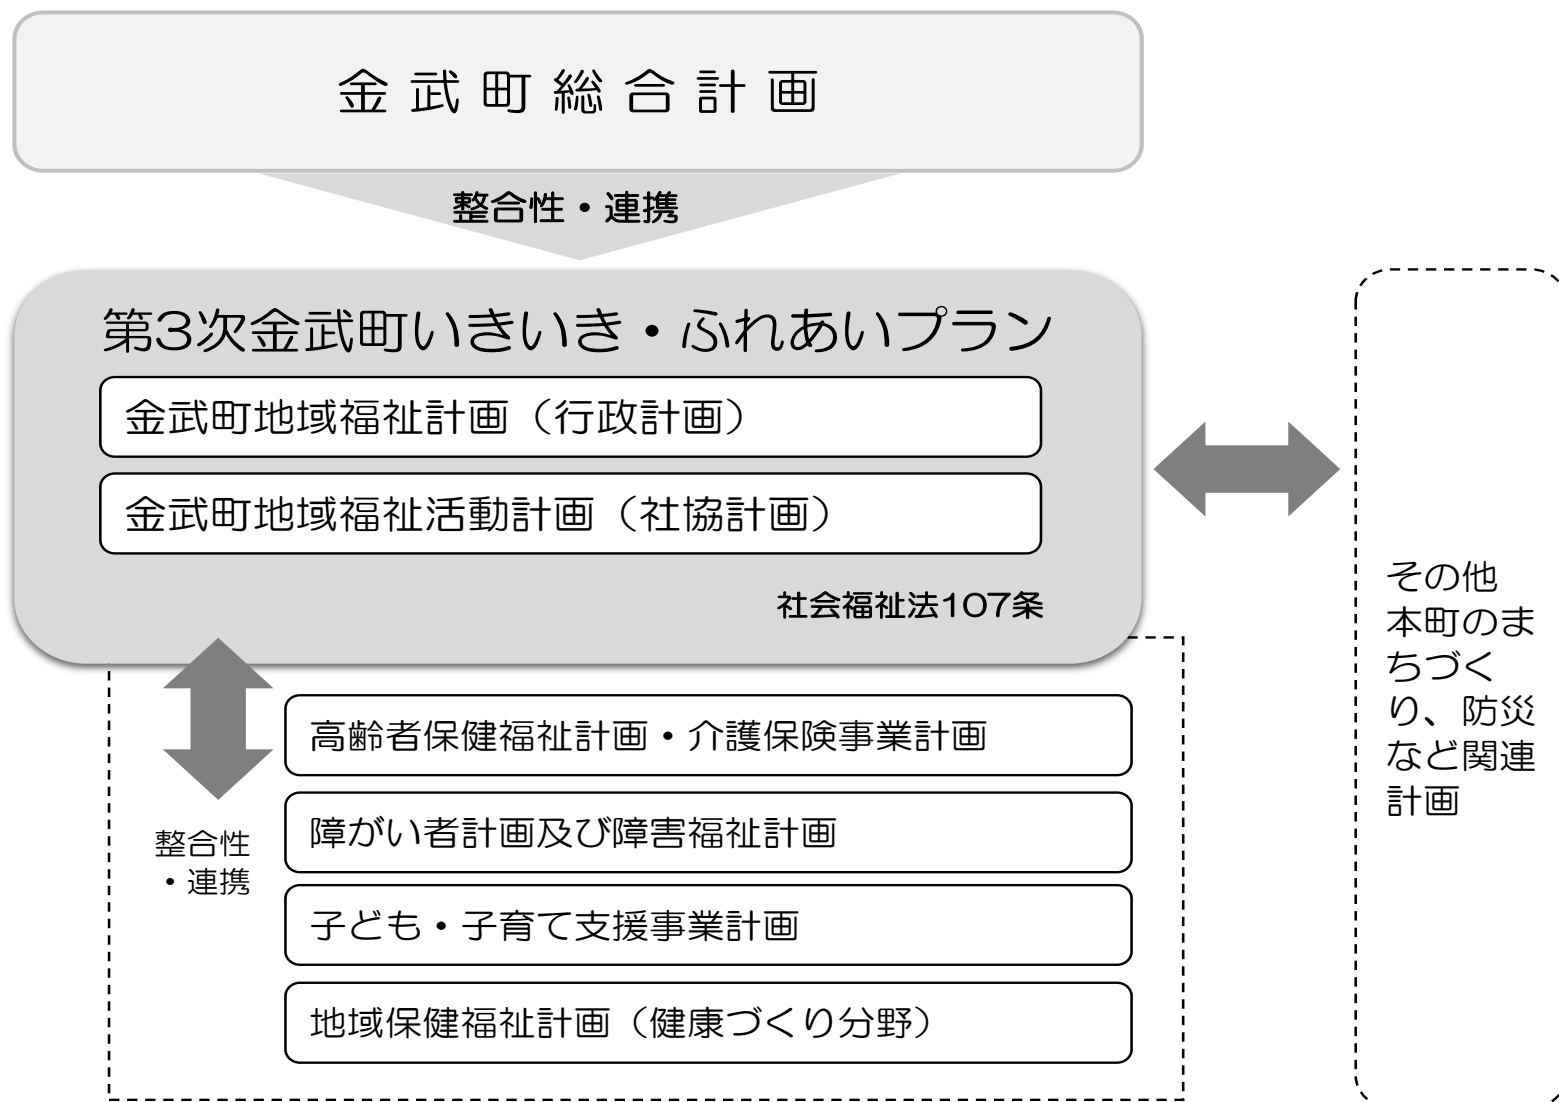 金武町総合計画
整合性・連携
第3次金武町いきいき・ふれあいプラン
金武町地域福祉計画（行政計画）
金武町地域福祉活動計画（社協計画）
社会福祉法107条
高齢者保健福祉計画・介護保険事業計画
障がい者計画及び障害福祉計画
子ども・子育て支援事業計画
地域保健福祉計画（健康づくり分野）
整合性
・連携
その他
本町のま
ちづく
り、防災
など関連
計画